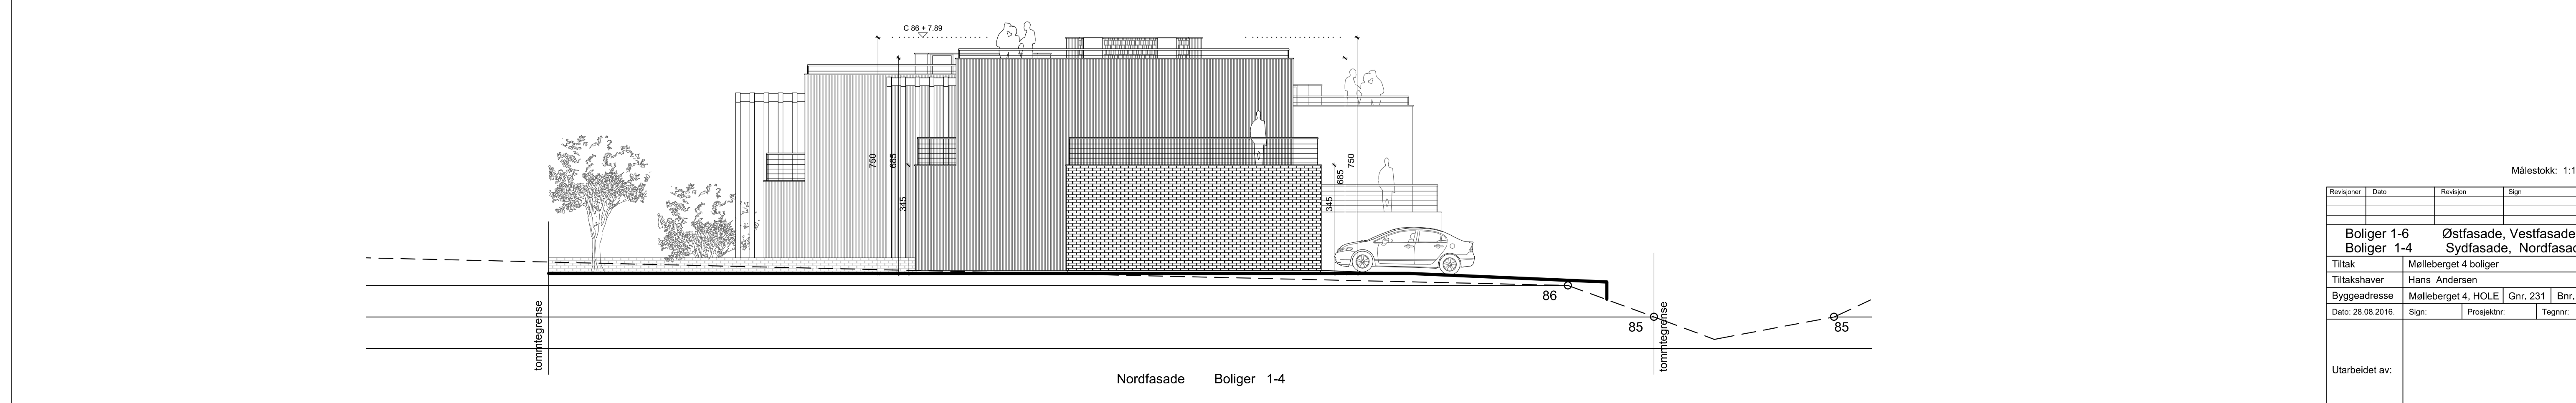 C 86 + 7.89
750
685
345
750
685
345
86
85
85
tommtegrense
tommtegrense
Nordfasade Boliger 1-4
Målestokk: 1:1
Revisjoner Dato Revisjon Sign
Boliger 1-6 Østfasade, Vestfasade
Boliger 1-4 Sydfasade, Nordfasad
Tiltak Mølleberget 4 boliger
Tiltakshaver Hans Andersen
Byggeadresse Mølleberget 4, HOLE Gnr. 231 Bnr.
Dato: 28.08.2016. Sign: Prosjektnr: Tegnnr:
Utarbeidet av: